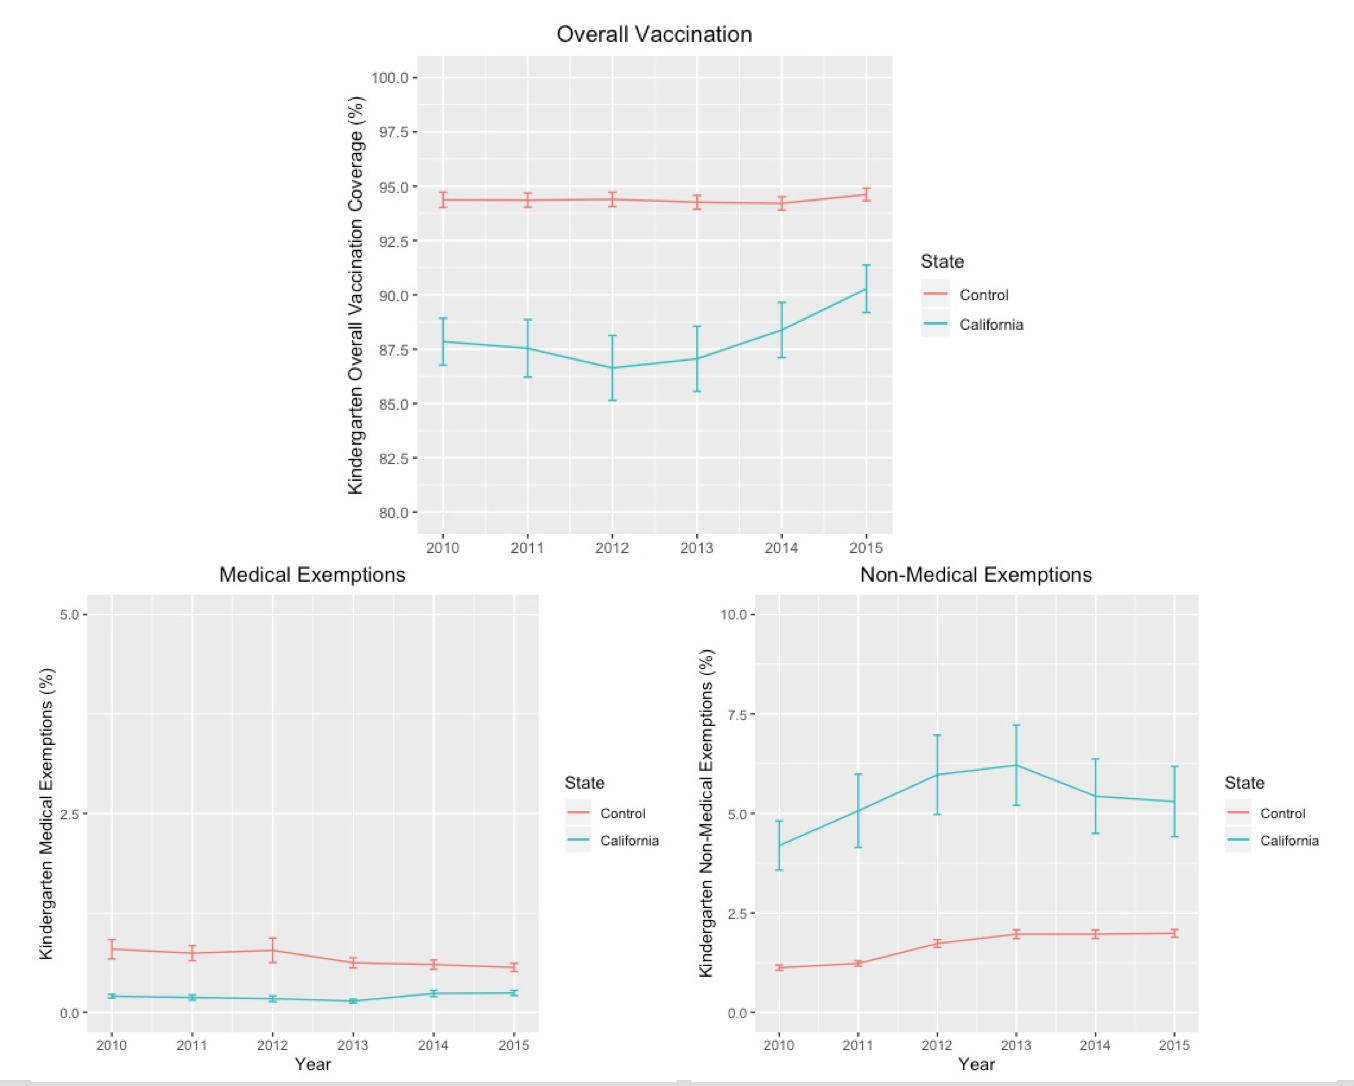 Overall Vaccination
Kindergarten Overall Vaccination Coverage (%)
100.0
97.5
95.0
92.5
90.0
87.5
85.0
82.5
80.0
2010 2011 2012 2013 2014 2015
State
Control
California
Medical Exemptions
Kindergarten Medical Exemptions (%)
5.0
2.5
0.0
2010 2011 2012 2013 2014 2015
Year
State
Control
California
Non-Medical Exemptions
Kindergarten Non-Medical Exemptions (%)
10.0
7.5
5.0
2.5
0.0
2010 2011 2012 2013 2014 2015
Year
State
Control
California